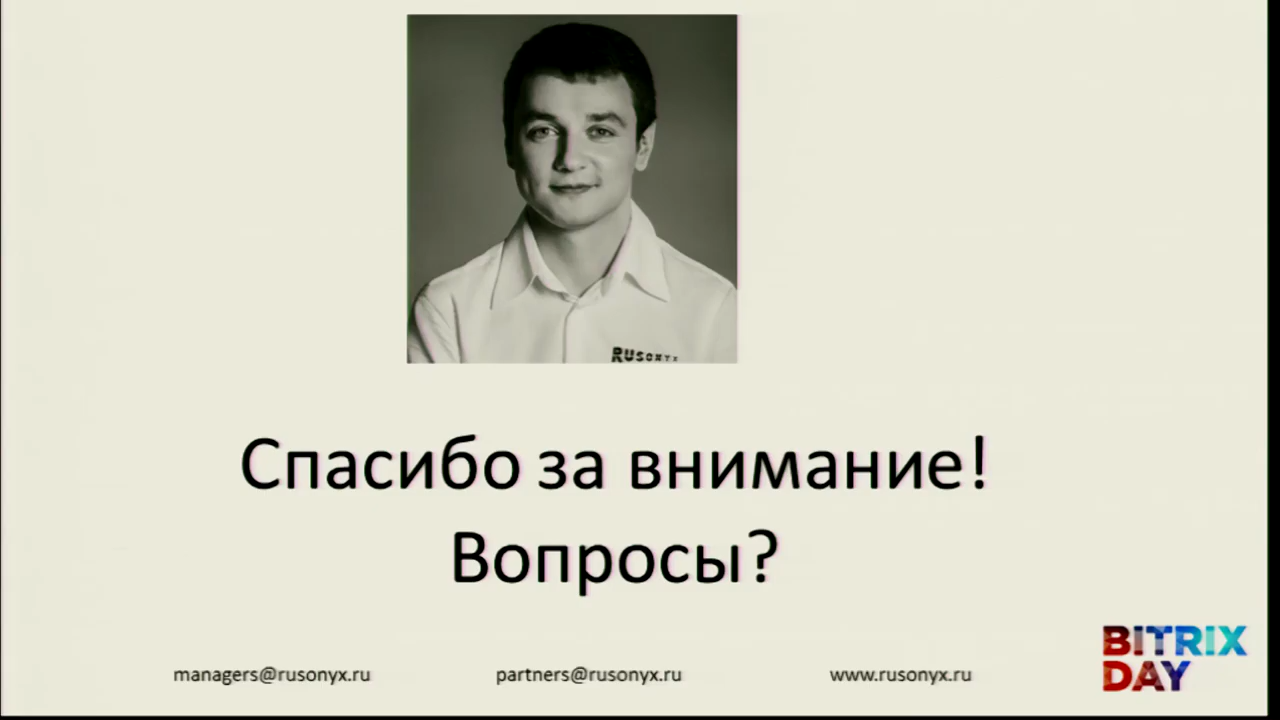 RUSONYX
Спасибо за внимание!
Вопросы?
managers@rusonyx.ru partners@rusonyx.ru www.rusonyx.ru
BITRIX
DAY